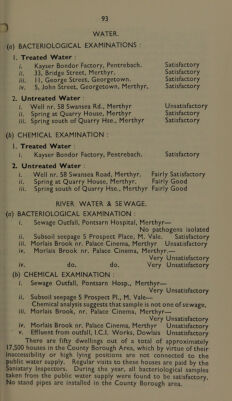 93
WATER.
(a) BACTERIOLOGICAL EXAMINATIONS :
1. Treated Water :
i. Kayser Bondor Factory, Pentrebach. Satisfactory
ii. 33, Bridge Street, Merthyr. Satisfactory
iii. 11, George Street, Georgetown. Satisfactory
iv. 5, John Street, Georgetown, Merthyr. Satisfactory
2. Untreated Water
i. Well nr. 58 Swansea Rd., Merthyr Unsatisfactory
ii. Spring at Quarry House, Merthyr Satisfactory
iii. Spring south of Quarry Hse., Merthyr Satisfactory
(b) CHEMICAL EXAMINATION :
1. Treated Water :
i. Kayser Bondor Factory, Pentrebach. Satisfactory
2. Untreated Water :
i. Well nr. 58 Swansea Road, Merthyr, Fairly Satisfactory
ii. Spring at Quarry House, Merthyr, Fairly Good
iii. Spring south of Quarry Hse., Merthyr Fairly Good
RIVER WATER & SEWAGE.
(a) BACTERIOLOGICAL EXAMINATION :
i. Sewage Outfall, Pontsarn Hospital, Merthyr—
No pathogens isolated
ii. Subsoil seepage 5 Prospect Place, M. Vale. Satisfactory
iii. Morlais Brook nr. Palace Cinema, Merthyr Unsatisfactory
iv. Morlais Brook nr. Palace Cinema, Merthyr.—
Very Unsatisfactory
iv. do. do. Very Unsatisfactory
(b) CHEMICAL EXAMINATION :
i. Sewage Outfall, Pontsarn Hosp., Merthyr—
Very Unsatisfactory
ii. Subsoil seepage 5 Prospect Pl., M. Vale—
Chemical analysis suggests that sample is not one of sewage.
iii. Morlais Brook, nr. Palace Cinema, Merthyr—
Very Unsatisfactory
iv. Morlais Brook nr. Palace Cinema, Merthyr Unsatisfactory
v. Effluent from outfall, I.C.I. Works, Dowlais Unsatisfactory
There are fifty dwellings out of a total of approximately
17,500 houses in the County Borough Area, which by virtue of their
inaccessibility or high lying positions are not connected to the
public water supply. Regular visits to these houses are paid by the
Sanitary Inspectors. During the year, all bacteriological samples
taken from the public water supply were found to be satisfactory.
No stand pipes are installed in the County Borough area.